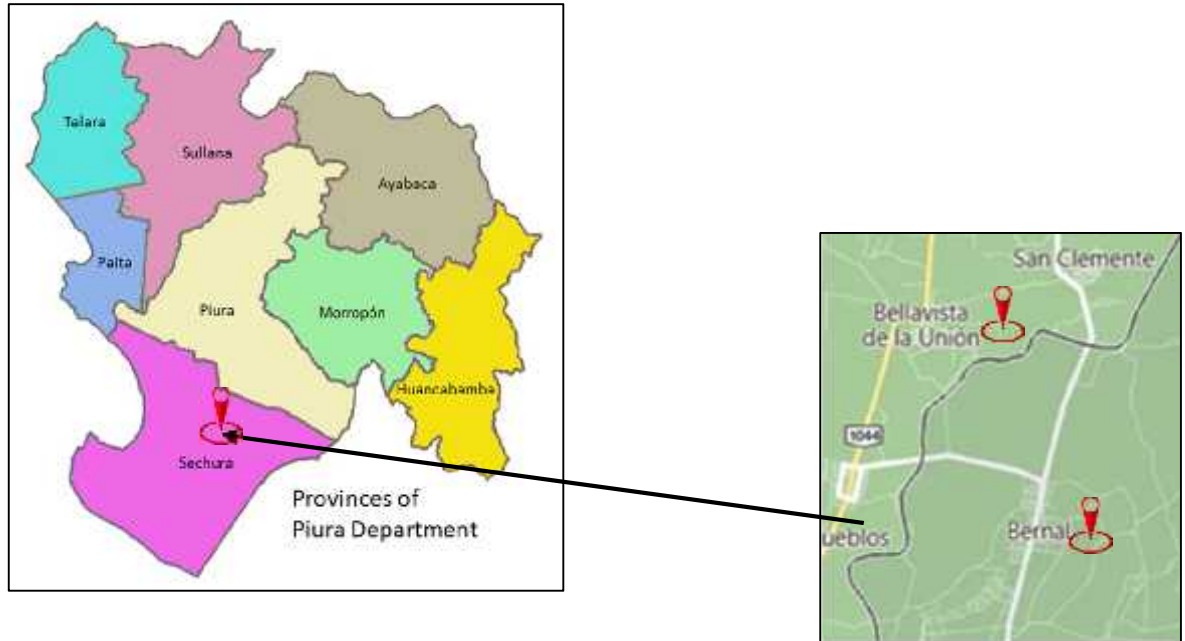 Talara
Sullana
Ayabaca
Paita
Piura
Morropón
Huancabamba
Sechura
Provinces of
Piura Department
San Clemente
Bellavista
de la Unión
1044
Bernal
ueblos